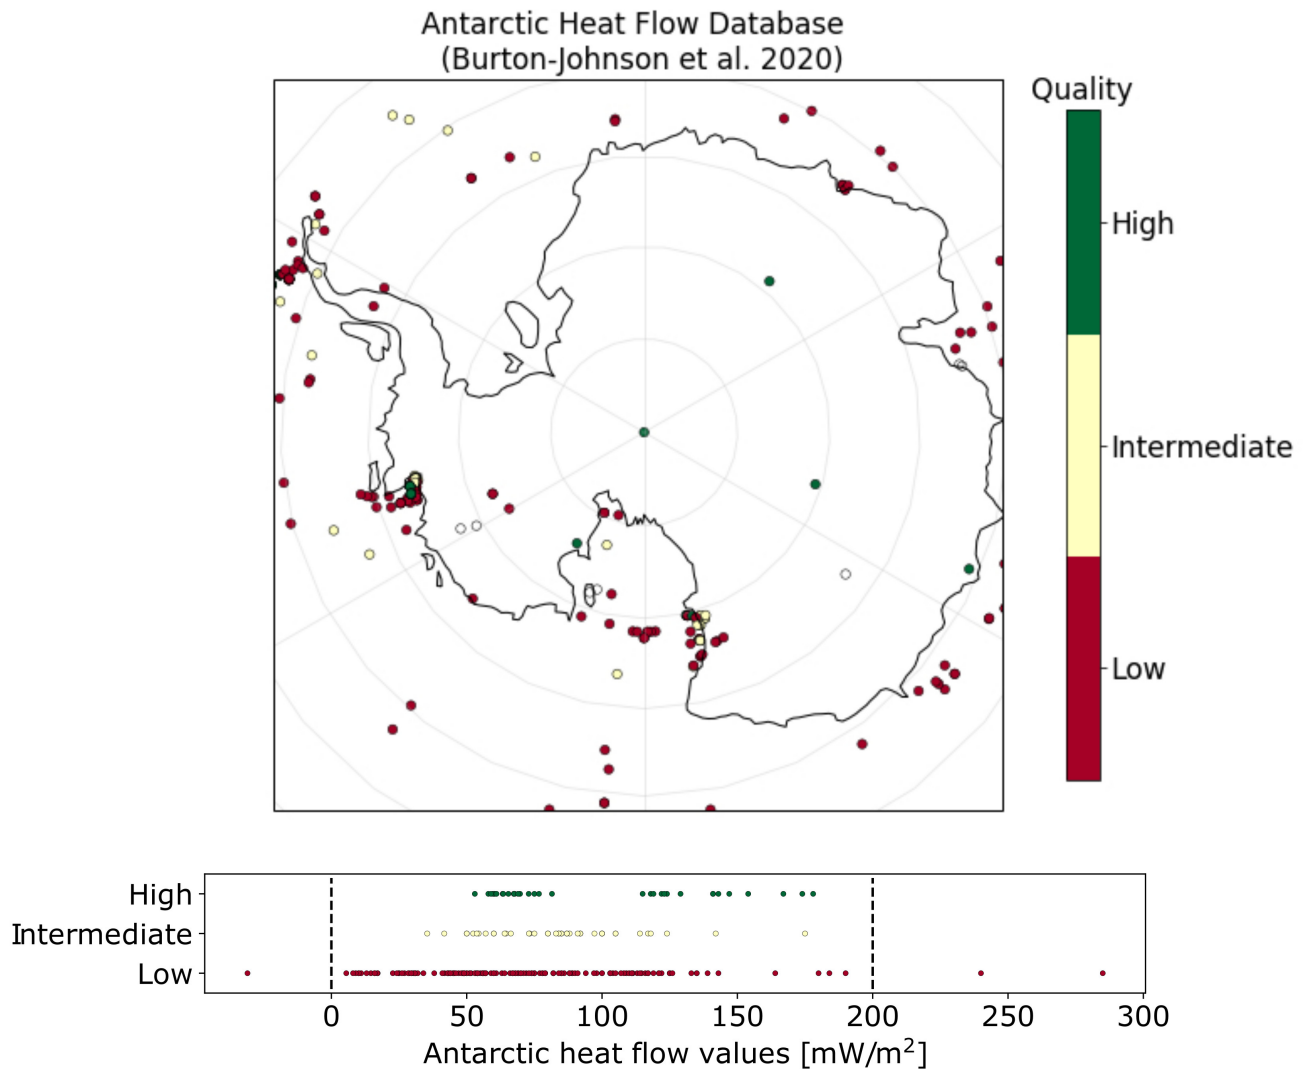 Antarctic Heat Flow Database
(Burton-Johnson et al. 2020)
Quality
High
Intermediate
Low
High
Intermediate
Low
0 50 100 150 200 250 300
Antarctic heat flow values [mW/m²]